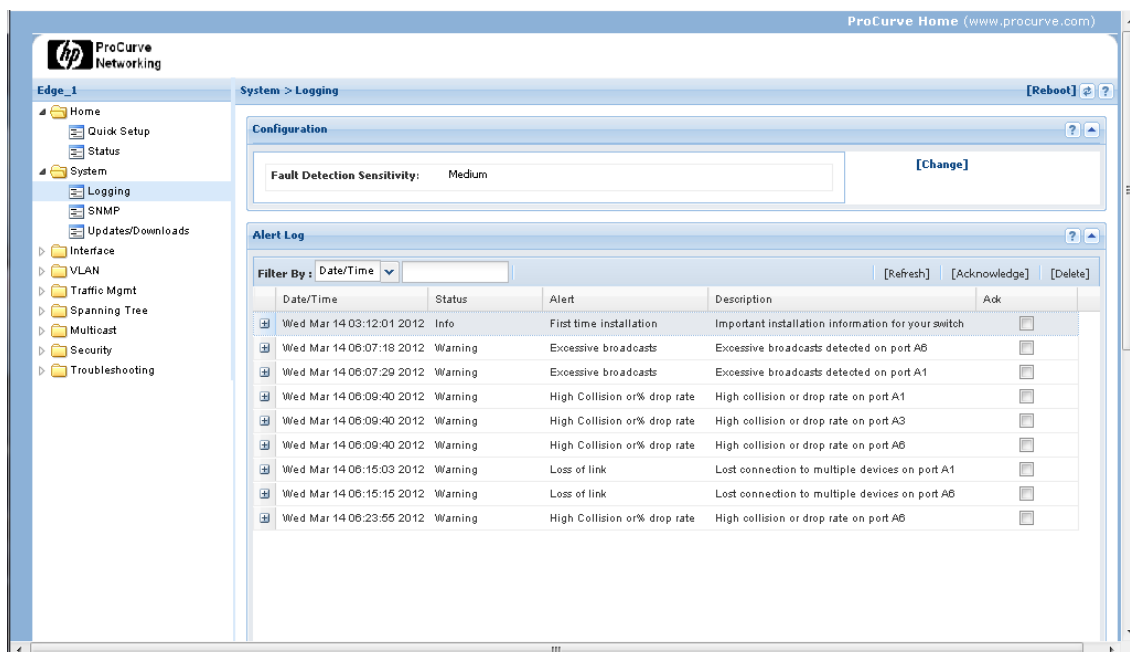 ProCurve Home (www.procurve.com)
hp ProCurve
Networking
Edge_1
System > Logging
[Reboot] ?
Home
Quick Setup
Status
System
Logging
SNMP
Updates/Downloads
Interface
VLAN
Traffic Mgmt
Spanning Tree
Multicast
Security
Troubleshooting
Configuration ?
Fault Detection Sensitivity: Medium
[Change]
Alert Log ?
Filter By : Date/Time [Refresh] [Acknowledge] [Delete]
Date/Time Status Alert Description Ack
Wed Mar 14 03:12:01 2012 Info First time installation Important installation information for your switch
Wed Mar 14 06:07:18 2012 Warning Excessive broadcasts Excessive broadcasts detected on port A6
Wed Mar 14 06:07:29 2012 Warning Excessive broadcasts Excessive broadcasts detected on port A1
Wed Mar 14 06:09:40 2012 Warning High Collision or% drop rate High collision or drop rate on port A1
Wed Mar 14 06:09:40 2012 Warning High Collision or% drop rate High collision or drop rate on port A3
Wed Mar 14 06:09:40 2012 Warning High Collision or% drop rate High collision or drop rate on port A6
Wed Mar 14 06:15:03 2012 Warning Loss of link Lost connection to multiple devices on port A1
Wed Mar 14 06:15:15 2012 Warning Loss of link Lost connection to multiple devices on port A6
Wed Mar 14 06:23:55 2012 Warning High Collision or% drop rate High collision or drop rate on port A6